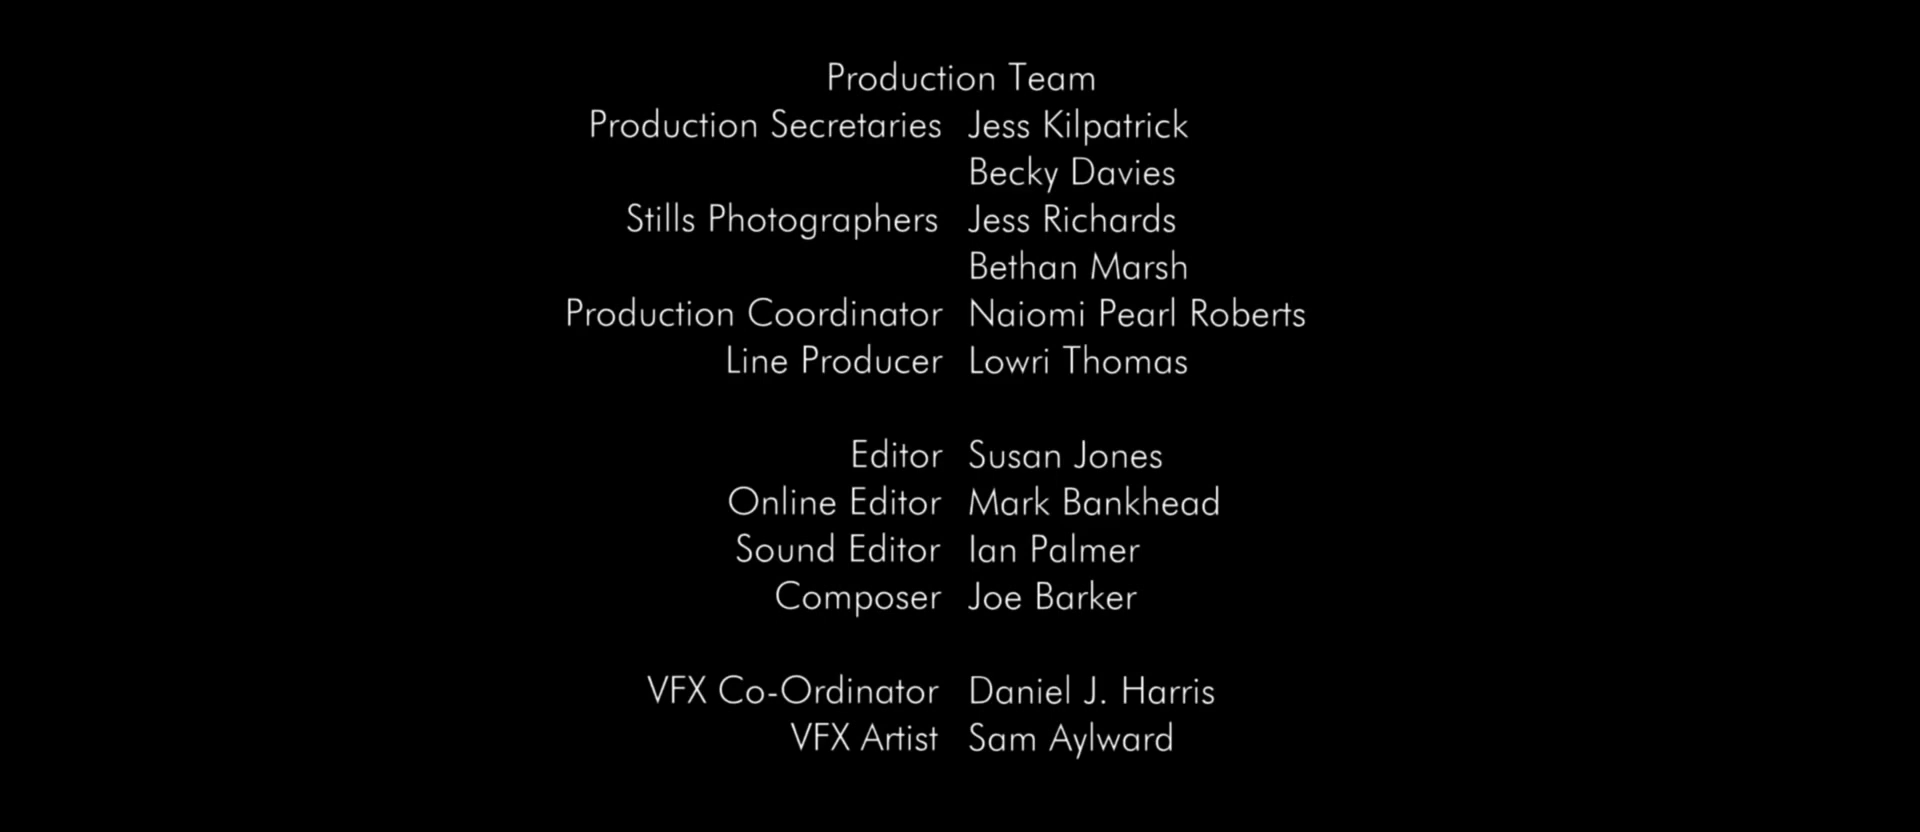 Production Team
Production Secretaries Jess Kilpatrick
Becky Davies
Stills Photographers Jess Richards
Bethan Marsh
Production Coordinator Naiomi Pearl Roberts
Line Producer Lowri Thomas
Editor Susan Jones
Online Editor Mark Bankhead
Sound Editor Ian Palmer
Composer Joe Barker
VFX Co-Ordinator Daniel J. Harris
VFX Artist Sam Aylward